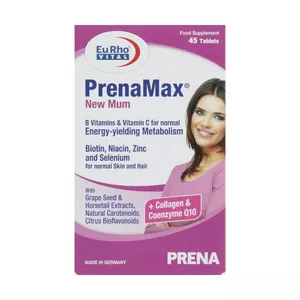 Food Supplement
45 Tablets
Eu Rho®
VITAL
PrenaMax®
New Mum
B Vitamins & Vitamin C for normal
Energy-yielding Metabolism
Biotin, Niacin, Zinc
and Selenium
for normal Skin and Hair
With
Grape Seed &
Horsetail Extracts,
Natural Carotenoids,
Citrus Bioflavonoids
+ Collagen &
Coenzyme Q10
MADE IN GERMANY
PRENA